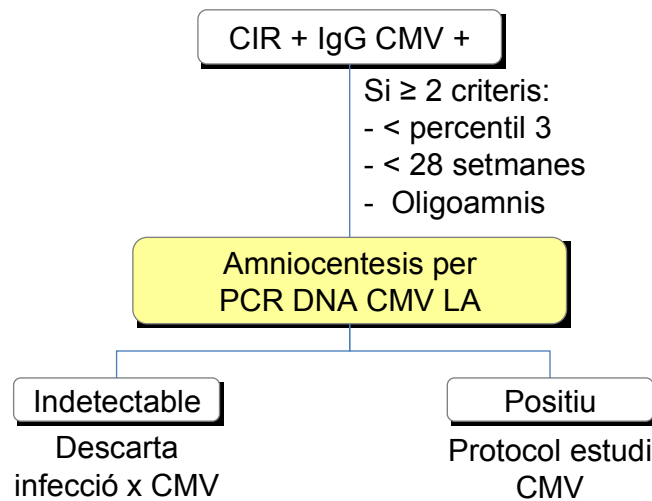 CIR + IgG CMV +
Si ≥ 2 criteris:
- < percentil 3
- < 28 setmanes
- Oligoamnis
Amniocentesis per
PCR DNA CMV LA
Indetectable
Descarta
infecció x CMV
Positiu
Protocol estudi
CMV